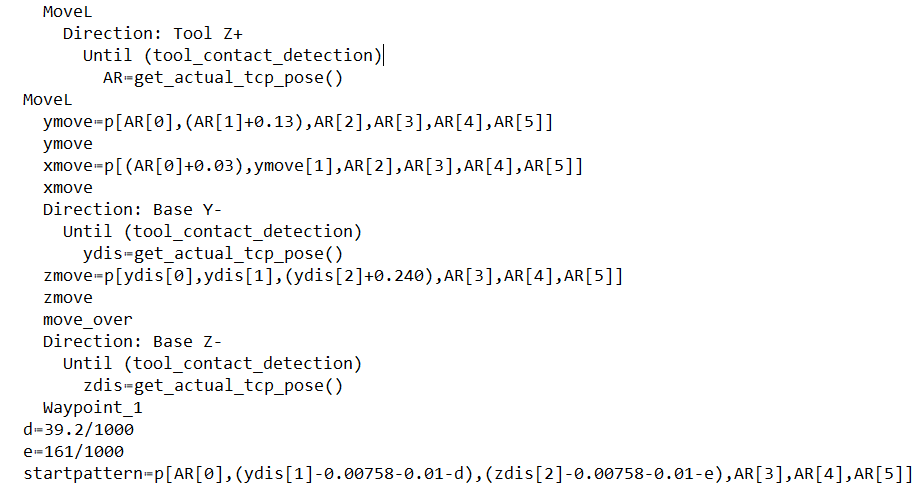 MoveL
Direction: Tool Z+
Until (tool_contact_detection)
AR≔get_actual_tcp_pose()
MoveL
ymove≔p[AR[0],(AR[1]+0.13),AR[2],AR[3],AR[4],AR[5]]
ymove
xmove≔p[(AR[0]+0.03),ymove[1],AR[2],AR[3],AR[4],AR[5]]
xmove
Direction: Base Y-
Until (tool_contact_detection)
ydis≔get_actual_tcp_pose()
zmove≔p[ydis[0],ydis[1],(ydis[2]+0.240),AR[3],AR[4],AR[5]]
zmove
move_over
Direction: Base Z-
Until (tool_contact_detection)
zdis≔get_actual_tcp_pose()
Waypoint_1
d≔39.2/1000
e≔161/1000
startpattern≔p[AR[0],(ydis[1]-0.00758-0.01-d),(zdis[2]-0.00758-0.01-e),AR[3],AR[4],AR[5]]